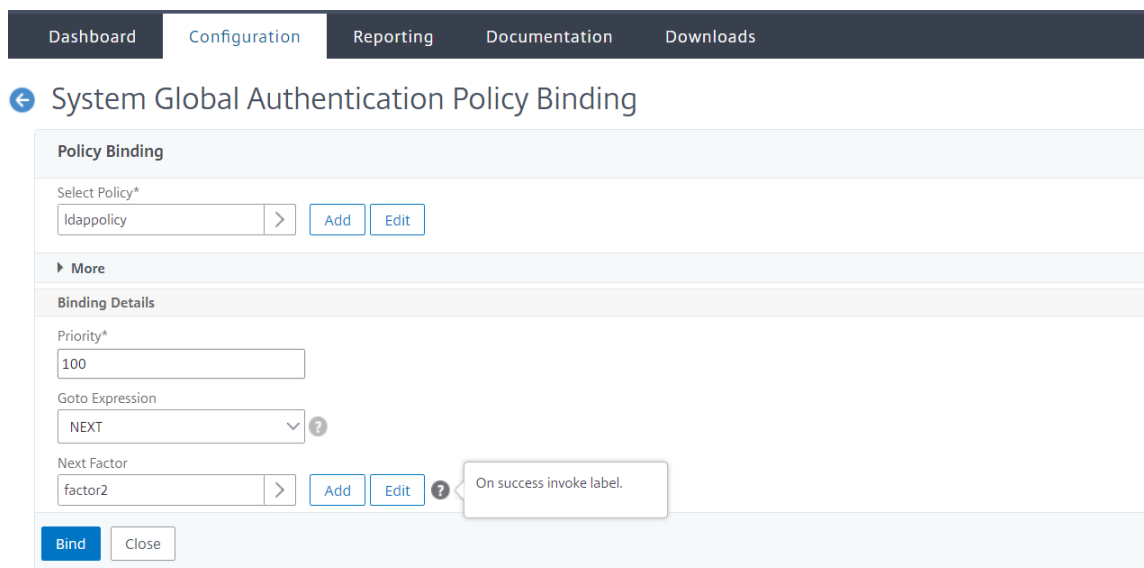 Dashboard Configuration Reporting Documentation Downloads
System Global Authentication Policy Binding
Policy Binding
Select Policy*
ldappolicy > Add Edit
More
Binding Details
Priority*
100
Goto Expression
NEXT ?
Next Factor
factor2 > Add Edit ? On success invoke label.
Bind Close